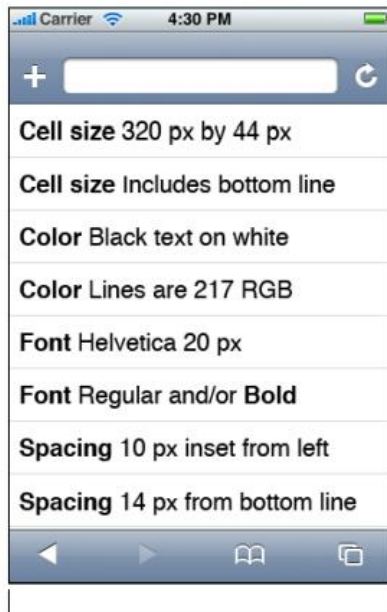 Carrier 4:30 PM
Cell size 320 px by 44 px
Cell size Includes bottom line
Color Black text on white
Color Lines are 217 RGB
Font Helvetica 20 px
Font Regular and/or Bold
Spacing 10 px inset from left
Spacing 14 px from bottom line